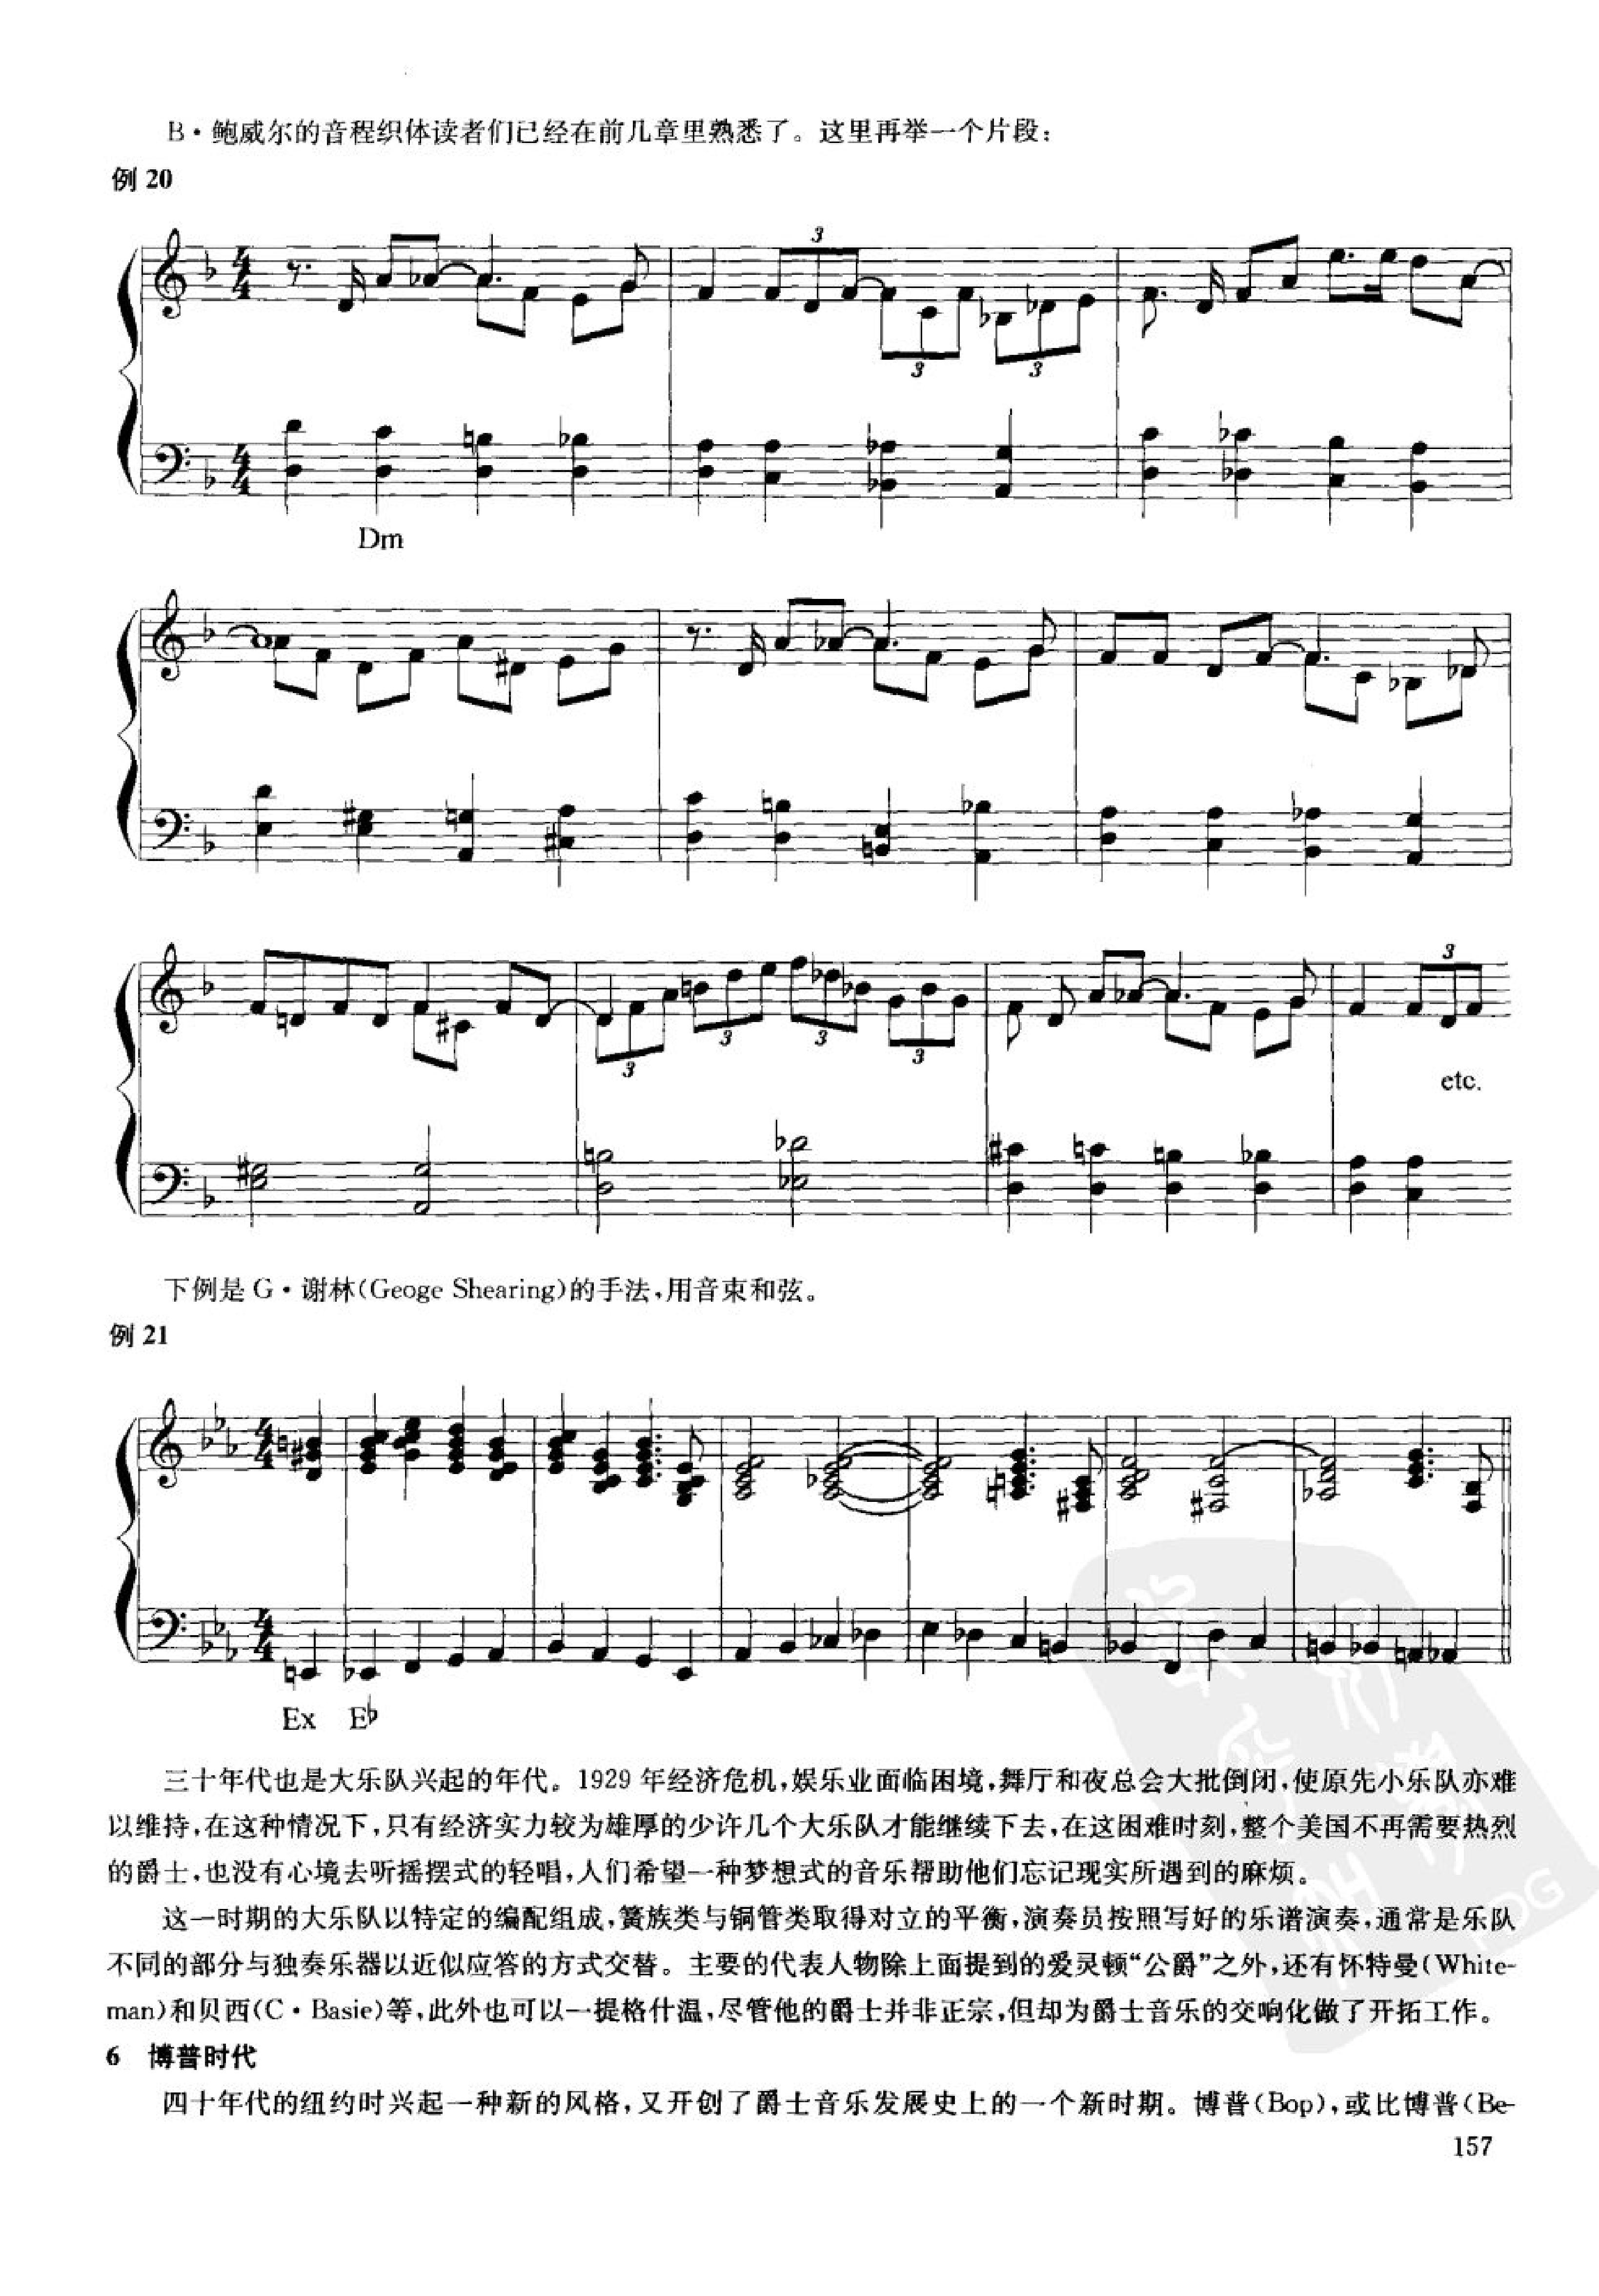 B·鲍威尔的音程织体读者们已经在前几章里熟悉了。这里再举一个片段：
例 20
3
3
3
Dm
3
3
3
3
3
etc.
下例是 G·谢林(Geoge Shearing)的手法,用音束和弦。
例 21
Ex E♭
三十年代也是大乐队兴起的年代。1929 年经济危机,娱乐业面临困境,舞厅和夜总会大批倒闭,使原先小乐队亦难
以维持,在这种情况下,只有经济实力较为雄厚的少许几个大乐队才能继续下去,在这困难时刻,整个美国不再需要热烈
的爵士,也没有心境去听摇摆式的轻唱,人们希望一种梦想式的音乐帮助他们忘记现实所遇到的麻烦。
这一时期的大乐队以特定的编配组成,簧族类与铜管类取得对立的平衡,演奏员按照写好的乐谱演奏,通常是乐队
不同的部分与独奏乐器以近似应答的方式交替。主要的代表人物除上面提到的爱灵顿“公爵”之外,还有怀特曼(White-
man)和贝西(C·Basie)等,此外也可以一提格什温,尽管他的爵士并非正宗,但却为爵士音乐的交响化做了开拓工作。
6 博普时代
四十年代的纽约时兴起一种新的风格,又开创了爵士音乐发展史上的一个新时期。博普(Bop),或比博普(Be-
157